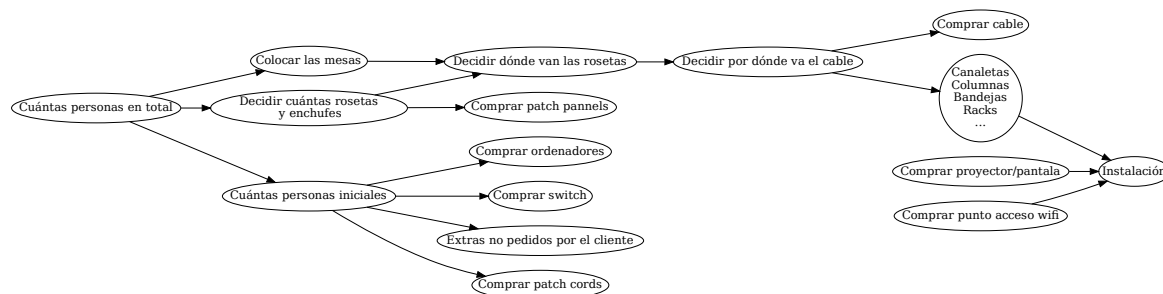 Comprar cable
Colocar las mesas
Decidir dónde van las rosetas
Decidir por dónde va el cable
Canaletas
Columnas
Bandejas
Racks
...
Cuántas personas en total
Decidir cuántas rosetas
y enchufes
Comprar patch pannels
Comprar ordenadores
Comprar proyector/pantala
Instalación
Cuántas personas iniciales
Comprar switch
Comprar punto acceso wifi
Extras no pedidos por el cliente
Comprar patch cords